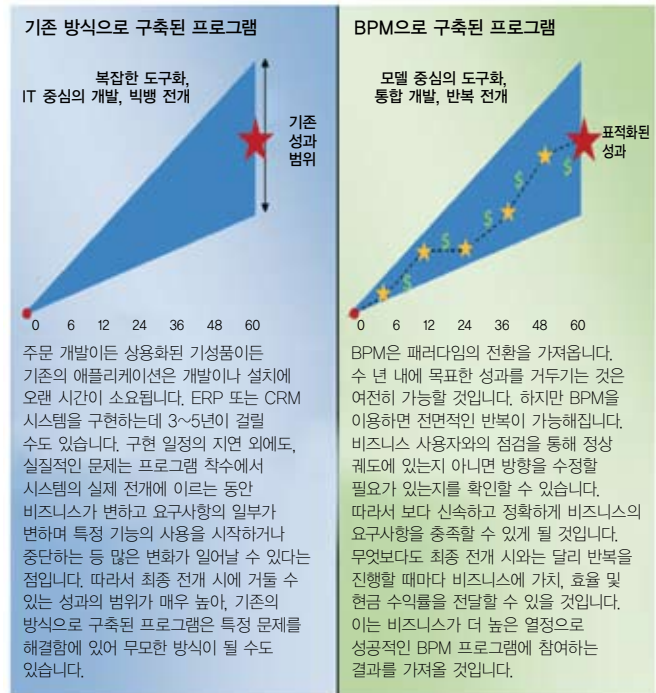 기존 방식으로 구축된 프로그램
복잡한 도구화,
IT 중심의 개발, 빅뱅 전개
기존
성과
범위
0 6 12 24 36 48 60
주문 개발이든 상용화된 기성품이든
기존의 애플리케이션은 개발이나 설치에
오랜 시간이 소요됩니다. ERP 또는 CRM
시스템을 구현하는데 3~5년이 걸릴
수도 있습니다. 구현 일정의 지연 외에도,
실질적인 문제는 프로그램 착수에서
시스템의 실제 전개에 이르는 동안
비즈니스가 변하고 요구사항의 일부가
변하며 특정 기능의 사용을 시작하거나
중단하는 등 많은 변화가 일어날 수 있다는
점입니다. 따라서 최종 전개 시에 거둘 수
있는 성과의 범위가 매우 높아, 기존의
방식으로 구축된 프로그램은 특정 문제를
해결함에 있어 무모한 방식이 될 수도
있습니다.
BPM으로 구축된 프로그램
모델 중심의 도구화,
통합 개발, 반복 전개
표적화된
성과
$ $ $ $ $
0 6 12 24 36 48 60
BPM은 패러다임의 전환을 가져옵니다.
수 년 내에 목표한 성과를 거두기는 것은
여전히 가능할 것입니다. 하지만 BPM을
이용하면 전면적인 반복이 가능해집니다.
비즈니스 사용자와의 점검을 통해 정상
궤도에 있는지 아니면 방향을 수정할
필요가 있는지를 확인할 수 있습니다.
따라서 보다 신속하고 정확하게 비즈니스의
요구사항을 충족할 수 있게 될 것입니다.
무엇보다도 최종 전개 시와는 달리 반복을
진행할 때마다 비즈니스에 가치, 효율 및
현금 수익률을 전달할 수 있을 것입니다.
이는 비즈니스가 더 높은 열정으로
성공적인 BPM 프로그램에 참여하는
결과를 가져올 것입니다.